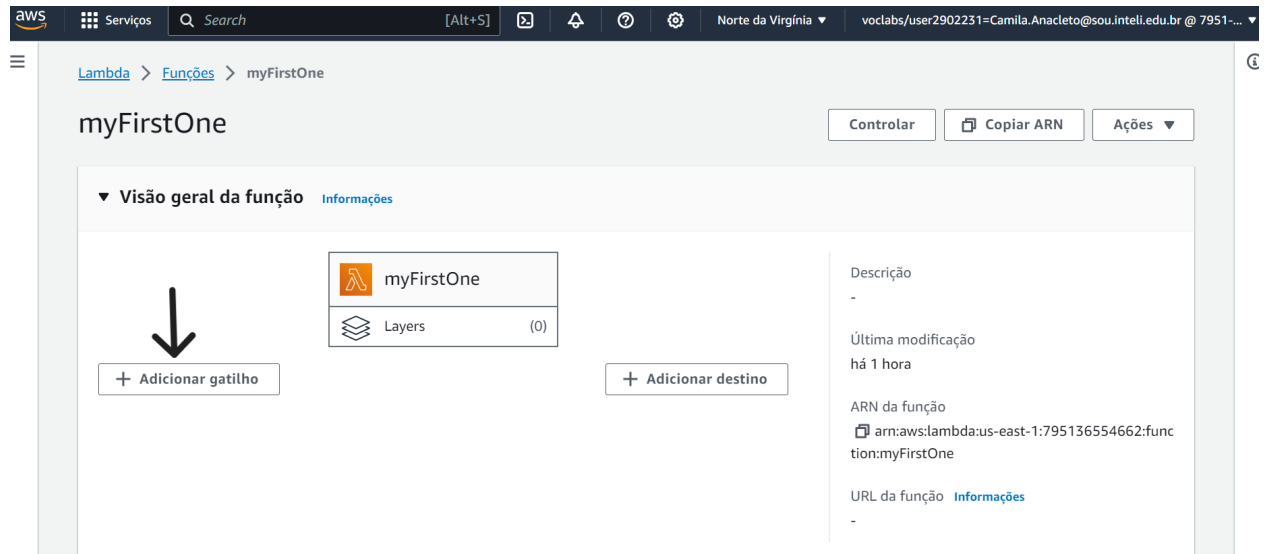 aws Serviços Search [Alt+S] Norte da Virgínia ▼ voclabs/user2902231=Camila.Anacleto@sou.inteli.edu.br @ 7951-... ▼
Lambda > Funções > myFirstOne
myFirstOne
Controlar Copiar ARN Ações ▼
▼ Visão geral da função Informações
myFirstOne
Layers (0)
+ Adicionar gatilho
+ Adicionar destino
Descrição
-
Última modificação
há 1 hora
ARN da função
arn:aws:lambda:us-east-1:795136554662:func
tion:myFirstOne
URL da função Informações
-